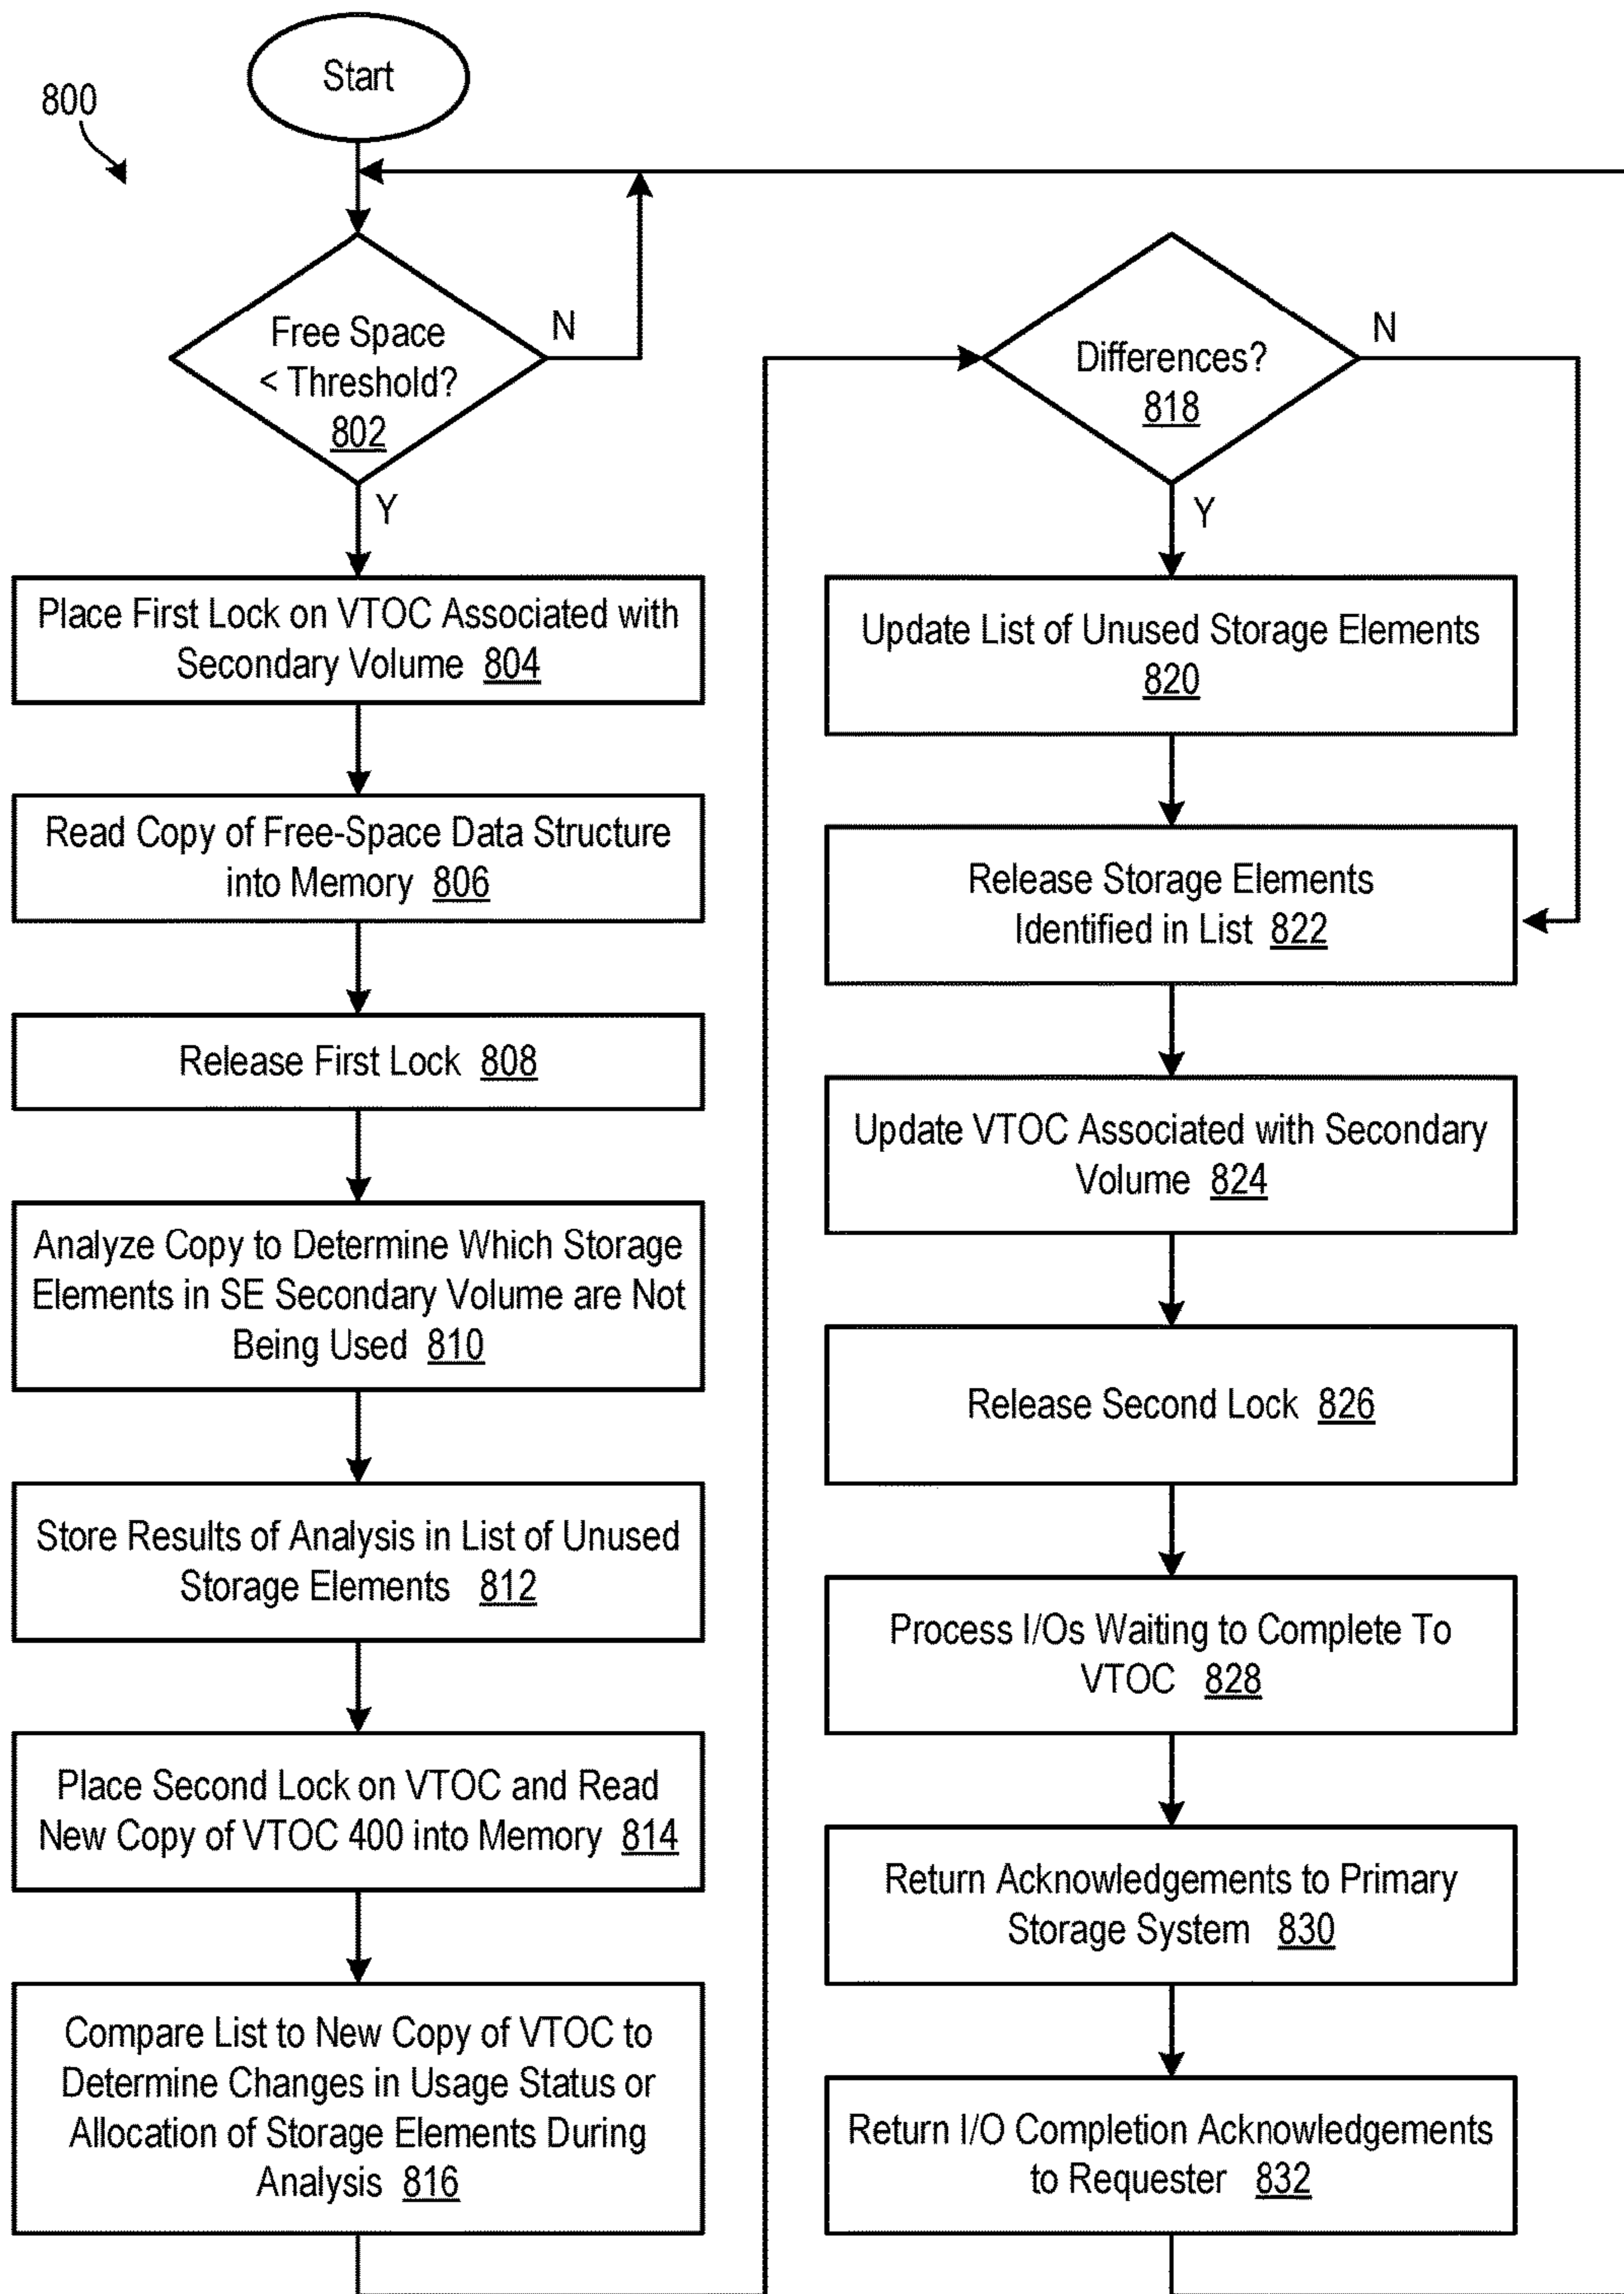 Start
800
Free Space
< Threshold?
802
N
Y
Place First Lock on VTOC Associated with
Secondary Volume 804
Read Copy of Free-Space Data Structure
into Memory 806
Release First Lock 808
Analyze Copy to Determine Which Storage
Elements in SE Secondary Volume are Not
Being Used 810
Store Results of Analysis in List of Unused
Storage Elements 812
Place Second Lock on VTOC and Read
New Copy of VTOC 400 into Memory 814
Compare List to New Copy of VTOC to
Determine Changes in Usage Status or
Allocation of Storage Elements During
Analysis 816
Differences?
818
N
Y
Update List of Unused Storage Elements
820
Release Storage Elements
Identified in List 822
Update VTOC Associated with Secondary
Volume 824
Release Second Lock 826
Process I/Os Waiting to Complete To
VTOC 828
Return Acknowledgements to Primary
Storage System 830
Return I/O Completion Acknowledgements
to Requester 832